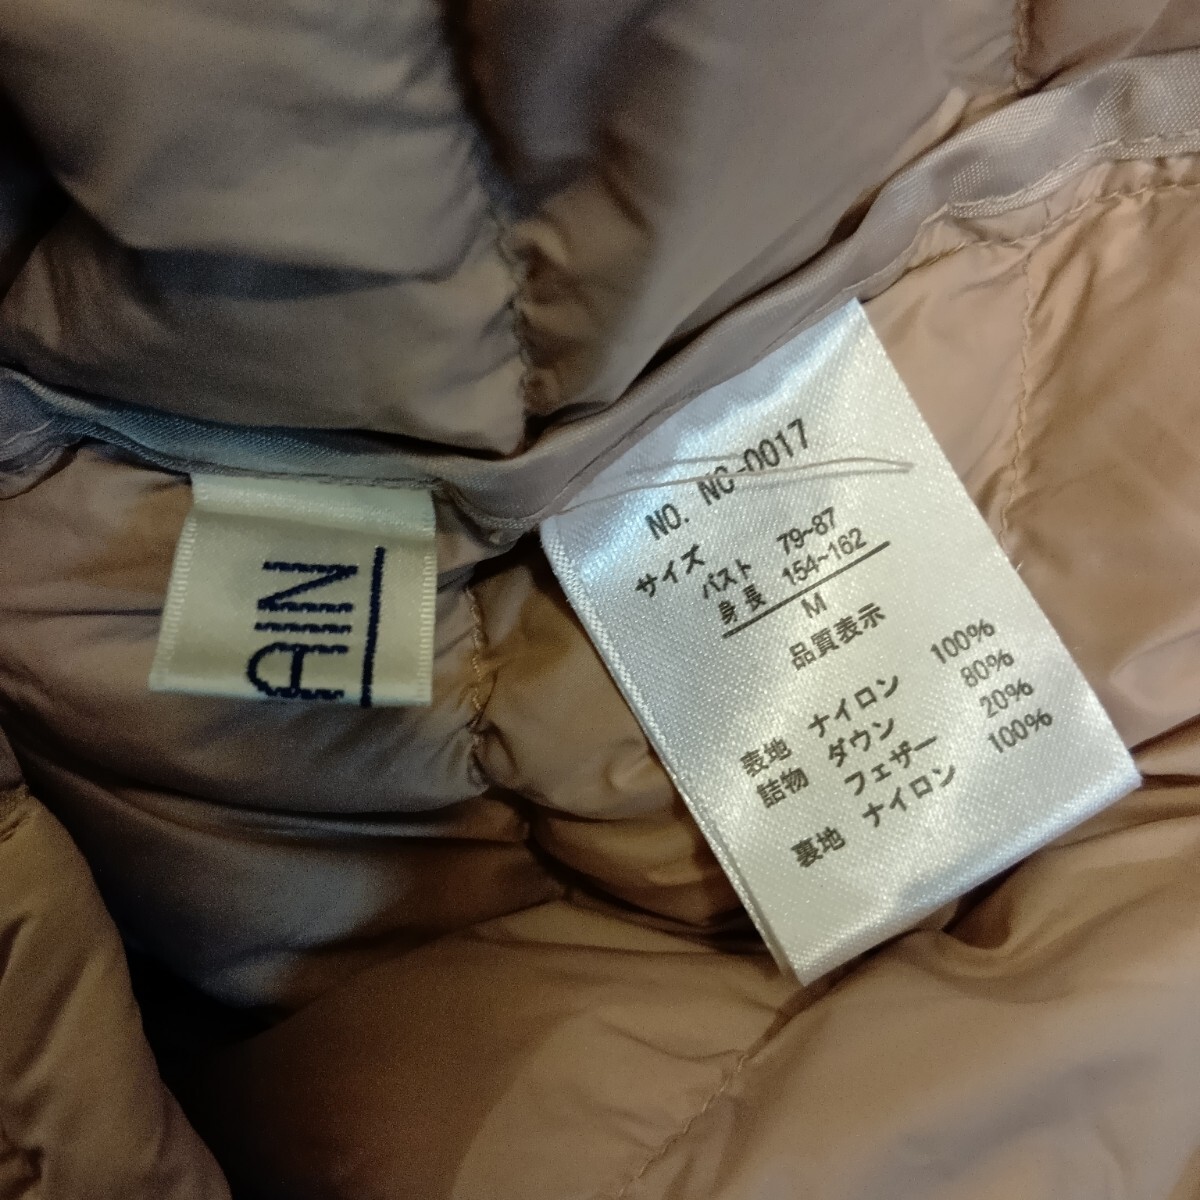 AIN
NO. NC-0017
サイズ
バスト 79~87
身長 154~162
M
品質表示
表地 ナイロン 100%
詰物 ダウン 80%
フェザー 20%
裏地 ナイロン 100%